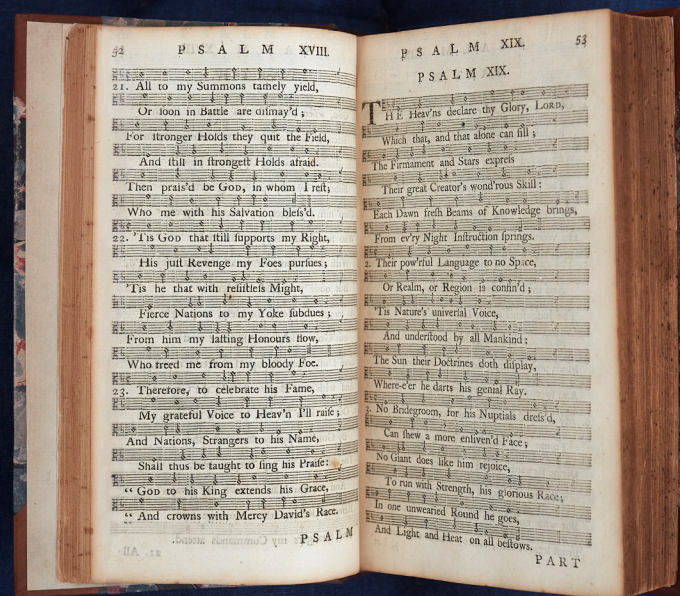 52 PSALM XVIII.
21. All to my Summons tamely yield,
Or ſoon in Battle are diſmay'd ;
For ſtronger Holds they quit the Field,
And ſtill in ſtrongeſt Holds afraid.
Then prais'd be GOD, in whom I reſt;
Who me with his Salvation bleſs'd.
22. 'Tis GOD that ſtill ſupports my Right,
His juſt Revenge my Foes purſues ;
'Tis he that with reſiſtleſs Might,
Fierce Nations to my Yoke ſubdues ;
From him my laſting Honours flow,
Who freed me from my bloody Foe.
23. Therefore, to celebrate his Fame,
My grateful Voice to Heav'n I'll raiſe ;
And Nations, Strangers to his Name,
Shall thus be taught to ſing his Praiſe:
“ GOD to his King extends his Grace,
“ And crowns with Mercy David's Race.
PSALM
PSALM XIX. 53
PSALM XIX.
THE Heav'ns declare thy Glory, LORD,
Which that, and that alone can fill ;
The Firmament and Stars expreſs
Their great Creator's wond'rous Skill :
Each Dawn freſh Beams of Knowledge brings,
From ev'ry Night Inſtruction ſprings.
Their pow'rful Language to no Space,
Or Realm, or Region is confin'd ;
'Tis Nature's univerſal Voice,
And underſtood by all Mankind :
The Sun their Doctrines doth diſplay,
Where-e'er he darts his genial Ray.
3. No Bridegroom, for his Nuptials dreſs'd,
Can ſhew a more enliven'd Face ;
No Giant does like him rejoice,
To run with Strength, his glorious Race ;
In one unwearied Round he goes,
And Light and Heat on all beſtows.
PART